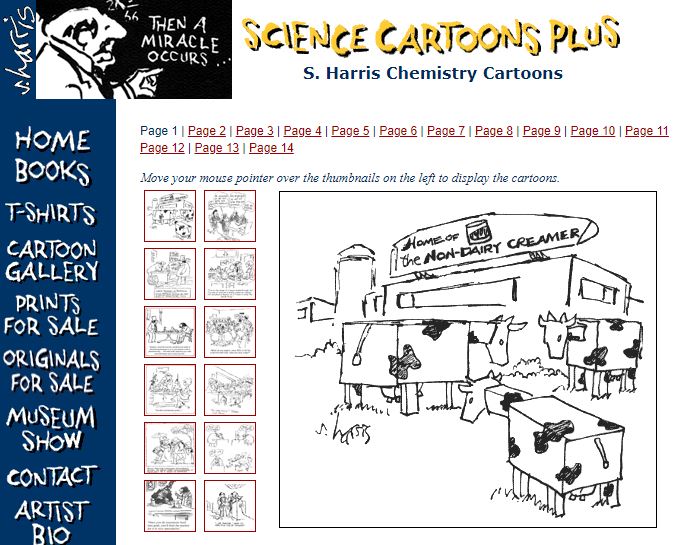 s.harris
THEN A
MIRACLE
OCCURS...
SCIENCE CARTOONS PLUS
S. Harris Chemistry Cartoons
HOME
BOOKS
T-SHIRTS
CARTOON
GALLERY
PRINTS
FOR SALE
ORIGINALS
FOR SALE
MUSEUM
SHOW
CONTACT
ARTIST
BIO
Page 1 | Page 2 | Page 3 | Page 4 | Page 5 | Page 6 | Page 7 | Page 8 | Page 9 | Page 10 | Page 11
Page 12 | Page 13 | Page 14
Move your mouse pointer over the thumbnails on the left to display the cartoons.
HOME OF
the NON-DAIRY CREAMER
s.harris